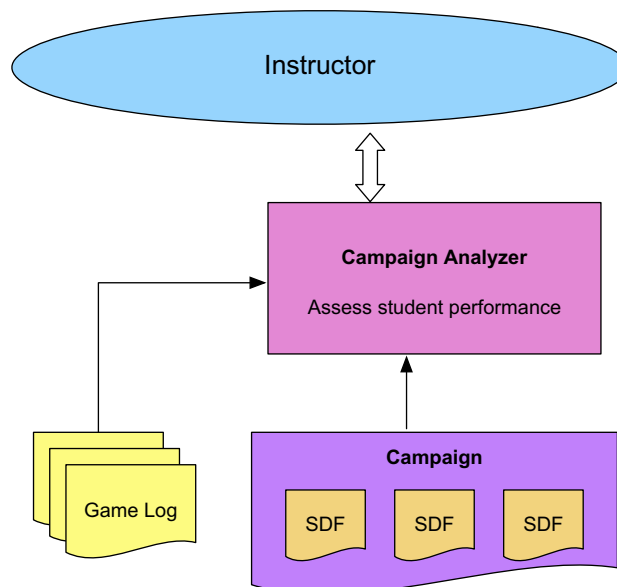 Instructor
Campaign Analyzer
Assess student performance
Game Log
Campaign
SDF SDF SDF